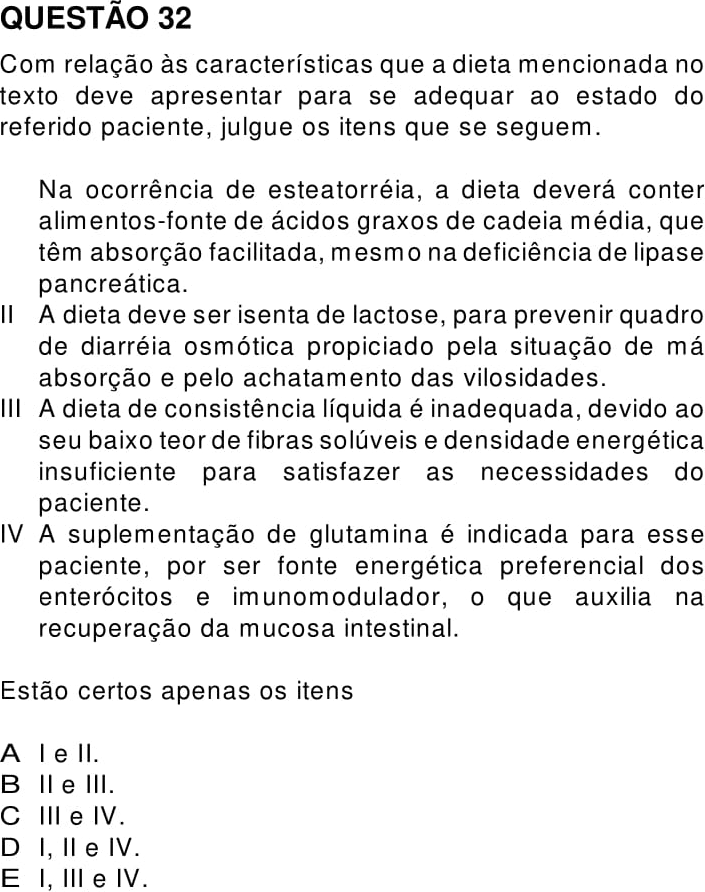 QUESTÃO 32
Com relação às características que a dieta mencionada no
texto deve apresentar para se adequar ao estado do
referido paciente, julgue os itens que se seguem.
Na ocorrência de esteatorréia, a dieta deverá conter
alimentos-fonte de ácidos graxos de cadeia média, que
têm absorção facilitada, mesmo na deficiência de lipase
pancreática.
II A dieta deve ser isenta de lactose, para prevenir quadro
de diarréia osmótica propiciado pela situação de má
absorção e pelo achatamento das vilosidades.
III A dieta de consistência líquida é inadequada, devido ao
seu baixo teor de fibras solúveis e densidade energética
insuficiente para satisfazer as necessidades do
paciente.
IV A suplementação de glutamina é indicada para esse
paciente, por ser fonte energética preferencial dos
enterócitos e imunomodulador, o que auxilia na
recuperação da mucosa intestinal.
Estão certos apenas os itens
A I e II.
B II e III.
C III e IV.
D I, II e IV.
E I, III e IV.